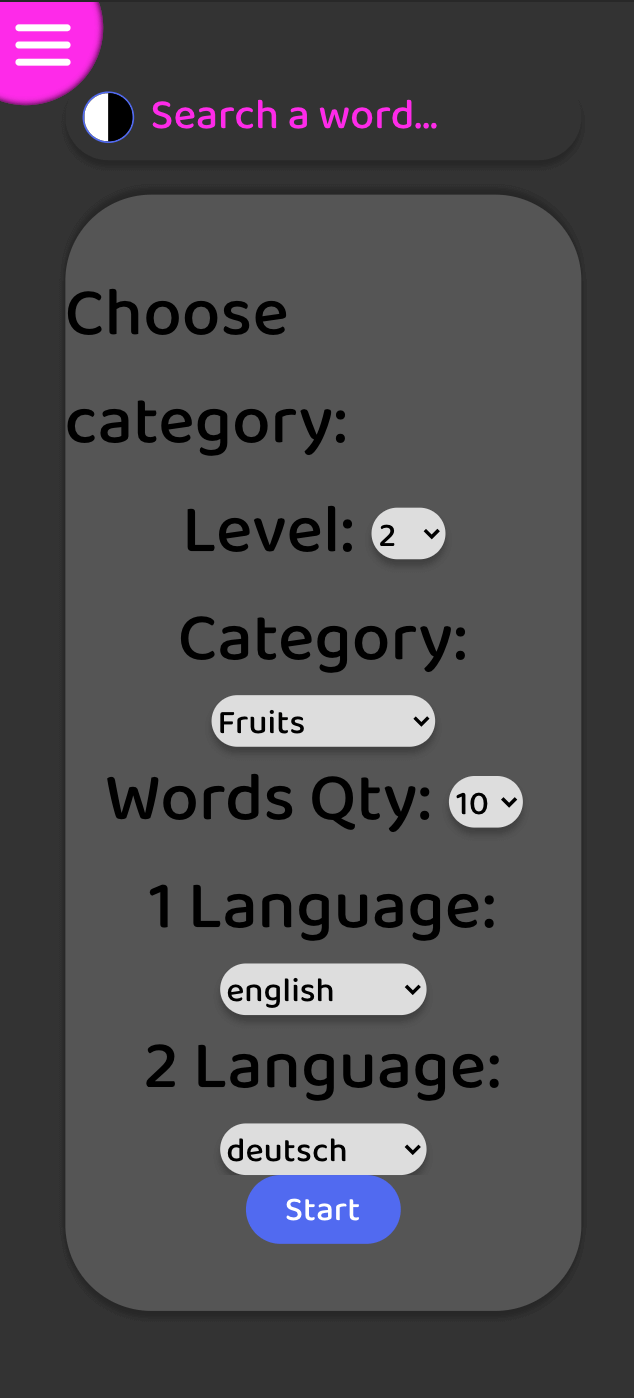 Search a word...
Choose
category:
Level: 2
Category:
Fruits
Words Qty: 10
1 Language:
english
2 Language:
deutsch
Start